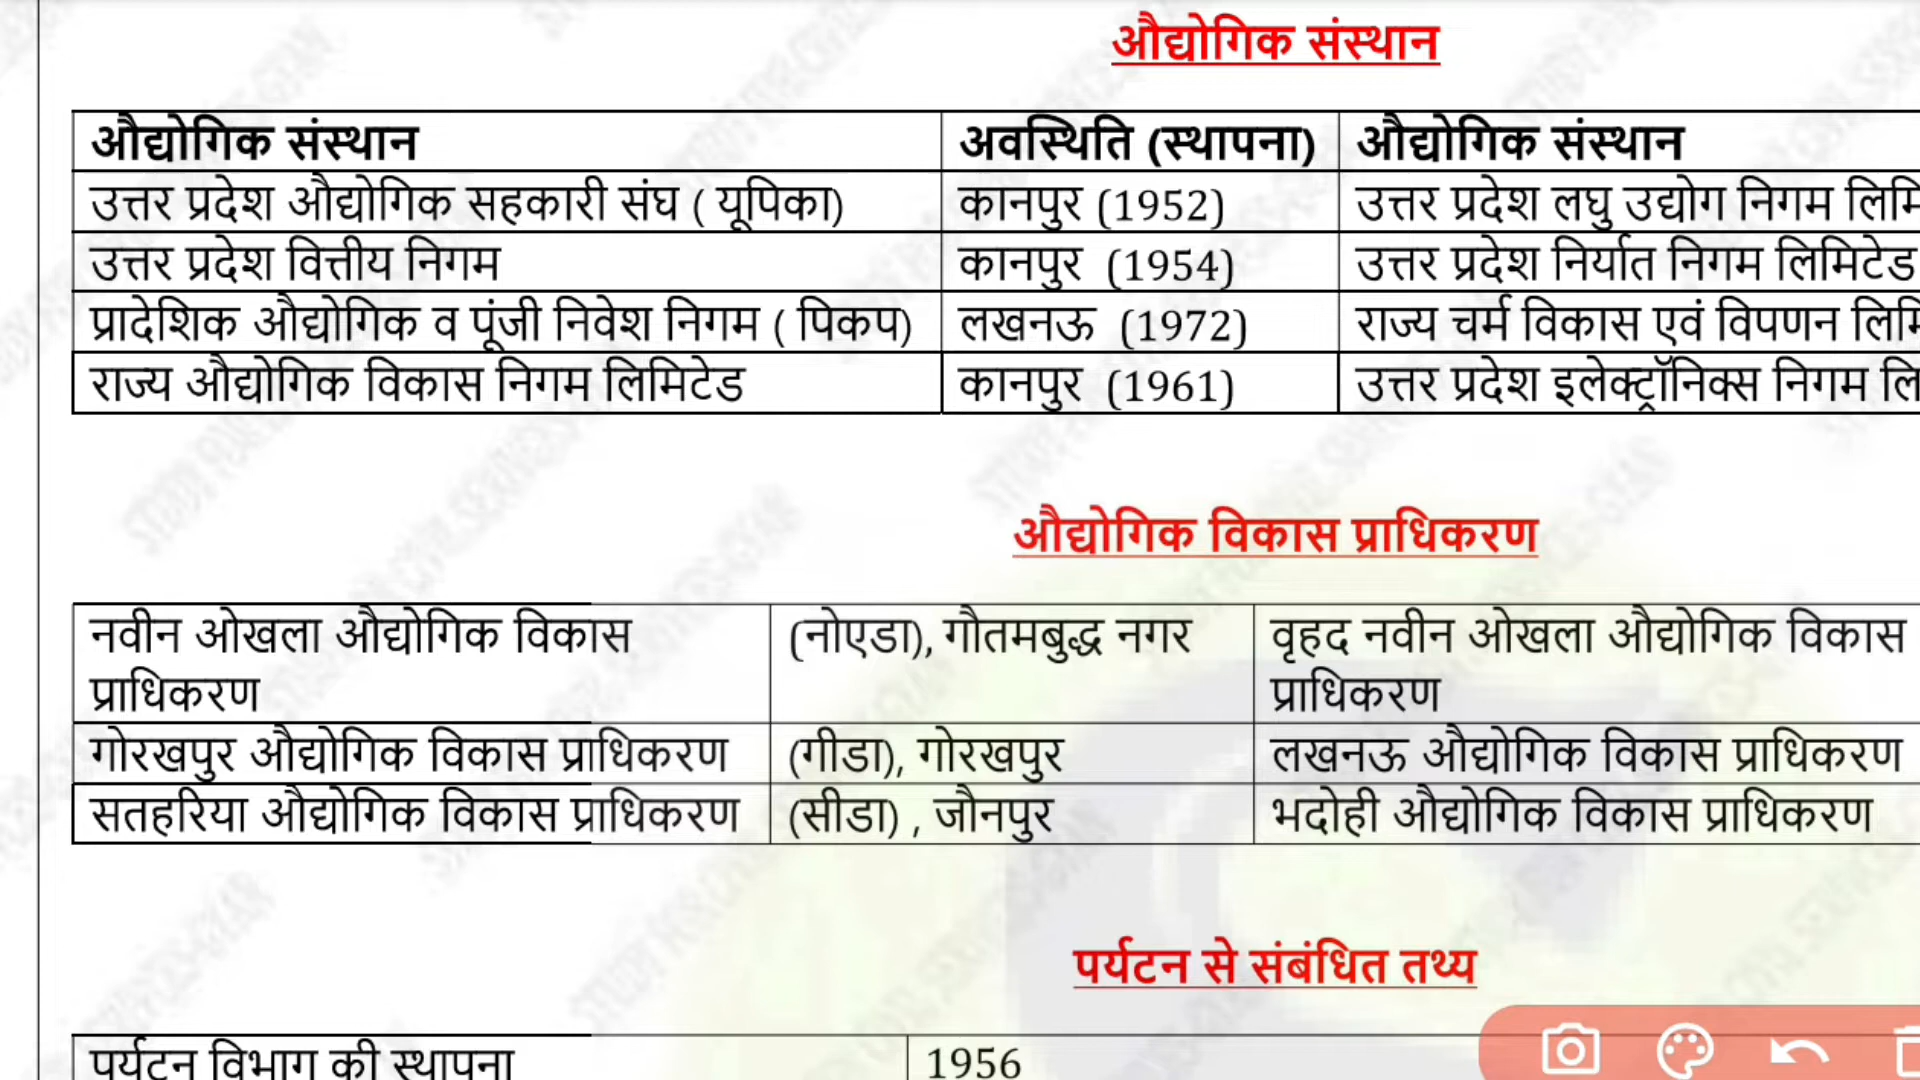 औद्योगिक संस्थान
औद्योगिक संस्थान अवस्थिति (स्थापना) औद्योगिक संस्थान
उत्तर प्रदेश औद्योगिक सहकारी संघ ( यूपिका) कानपुर (1952) उत्तर प्रदेश लघु उद्योग निगम
उत्तर प्रदेश वित्तीय निगम कानपुर (1954) उत्तर प्रदेश निर्यात निगम लिमिटेड
प्रादेशिक औद्योगिक व पूंजी निवेश निगम ( पिकप) लखनऊ (1972) राज्य चर्म विकास एवं विपणन
राज्य औद्योगिक विकास निगम लिमिटेड कानपुर (1961) उत्तर प्रदेश इलेक्ट्रॉनिक्स निगम
औद्योगिक विकास प्राधिकरण
नवीन ओखला औद्योगिक विकास (नोएडा), गौतमबुद्ध नगर वृहद नवीन ओखला औद्योगिक विकास
प्राधिकरण प्राधिकरण
गोरखपुर औद्योगिक विकास प्राधिकरण (गीडा), गोरखपुर लखनऊ औद्योगिक विकास प्राधिकरण
सतहरिया औद्योगिक विकास प्राधिकरण (सीडा) , जौनपुर भदोही औद्योगिक विकास प्राधिकरण
पर्यटन से संबंधित तथ्य
पर्यटन विभाग की स्थापना 1956